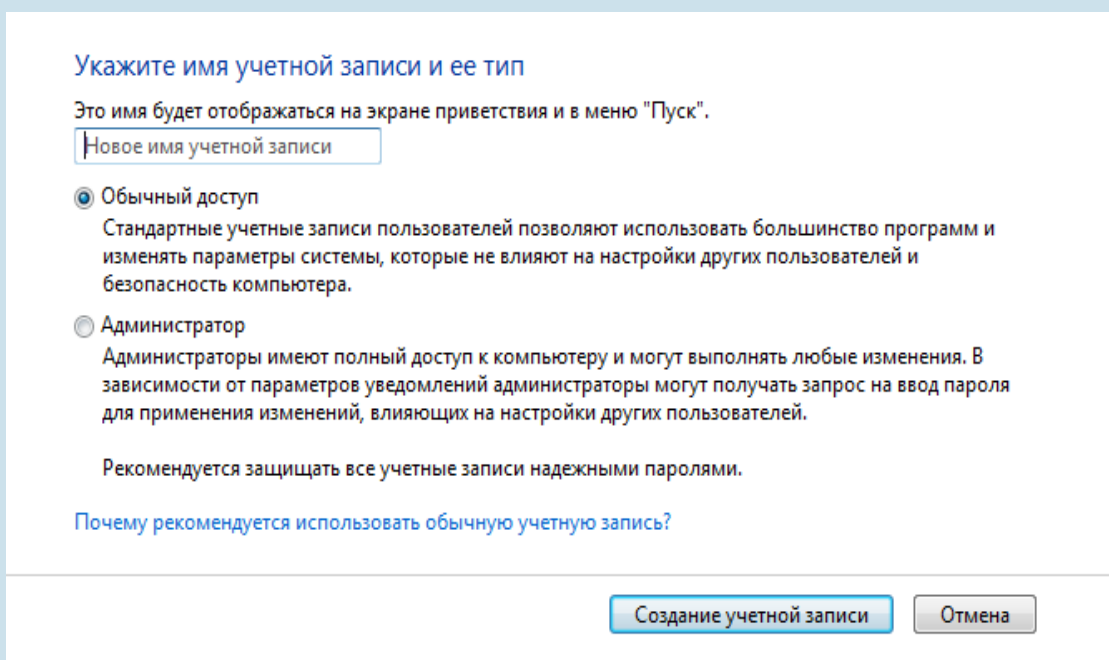 Укажите имя учетной записи и ее тип
Это имя будет отображаться на экране приветствия и в меню "Пуск".
Новое имя учетной записи
Обычный доступ
Стандартные учетные записи пользователей позволяют использовать большинство программ и
изменять параметры системы, которые не влияют на настройки других пользователей и
безопасность компьютера.
Администратор
Администраторы имеют полный доступ к компьютеру и могут выполнять любые изменения. В
зависимости от параметров уведомлений администраторы могут получать запрос на ввод пароля
для применения изменений, влияющих на настройки других пользователей.
Рекомендуется защищать все учетные записи надежными паролями.
Почему рекомендуется использовать обычную учетную запись?
Создание учетной записи
Отмена